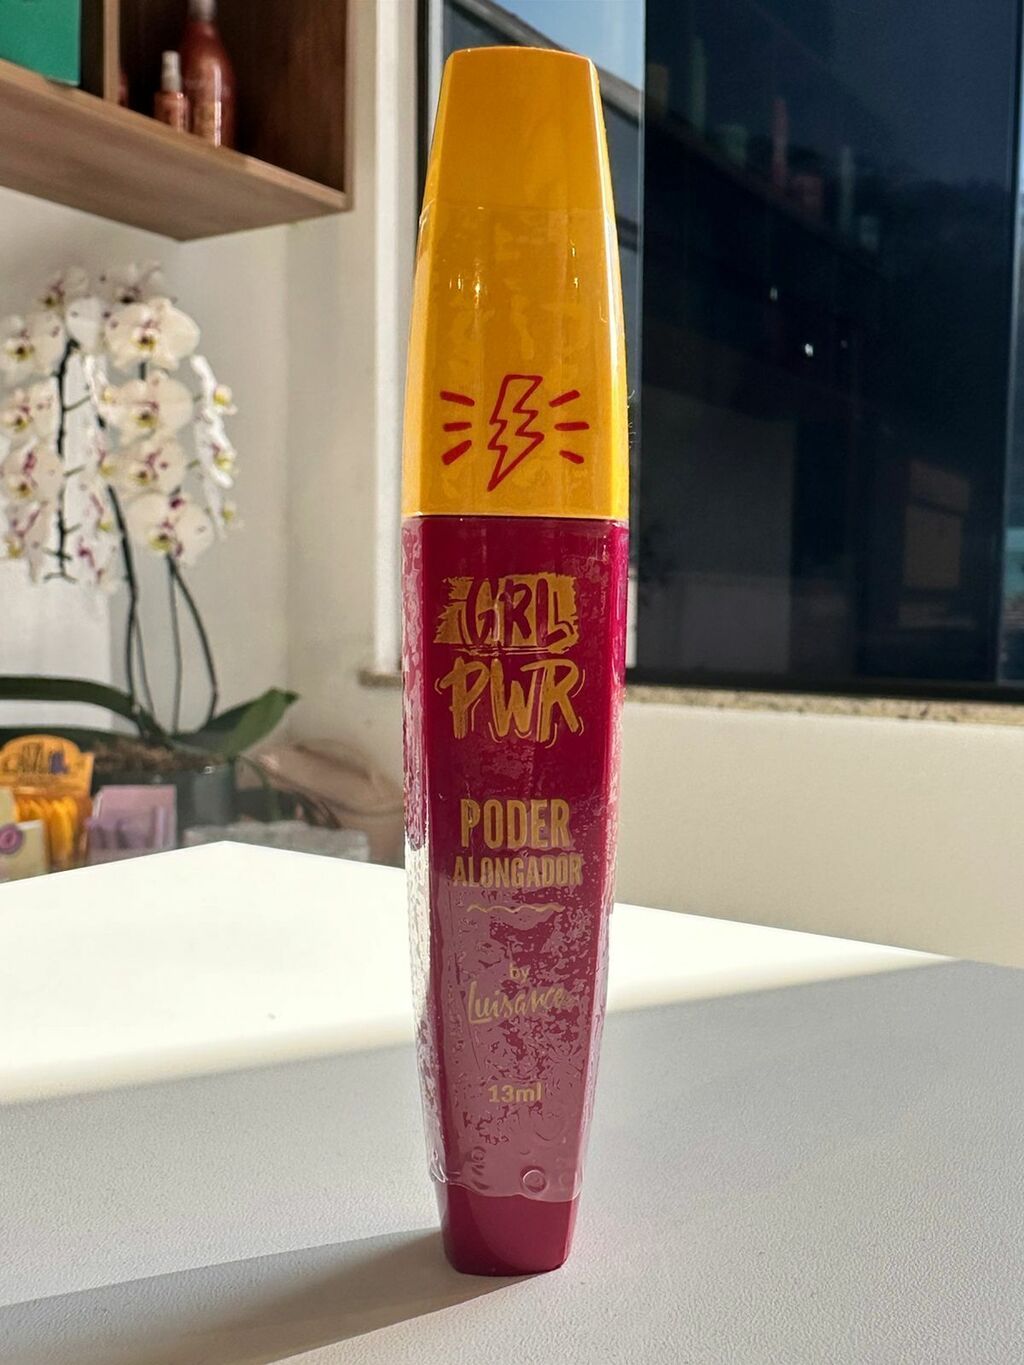 GRL
PWR
PODER
ALONGADOR
by
Luisance
13ml